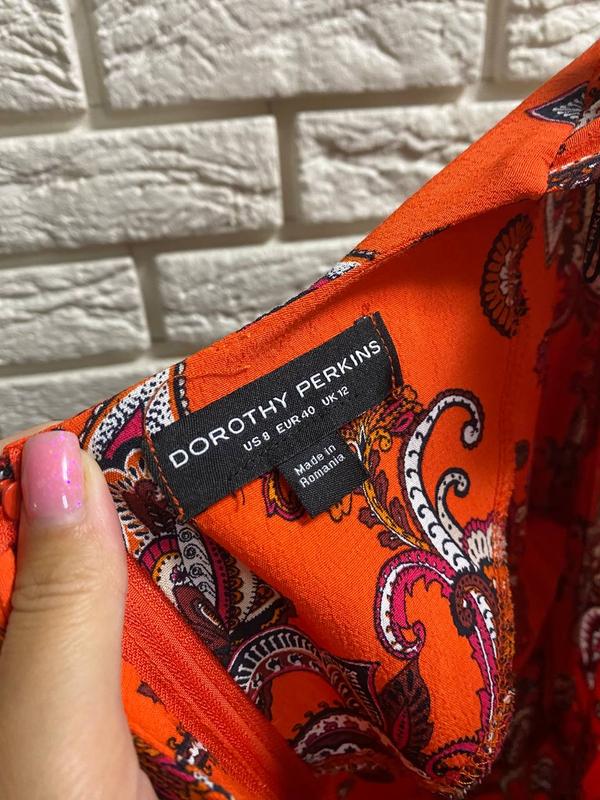 DOROTHY PERKINS
US 8 EUR 40 UK 12
Made in
Romania